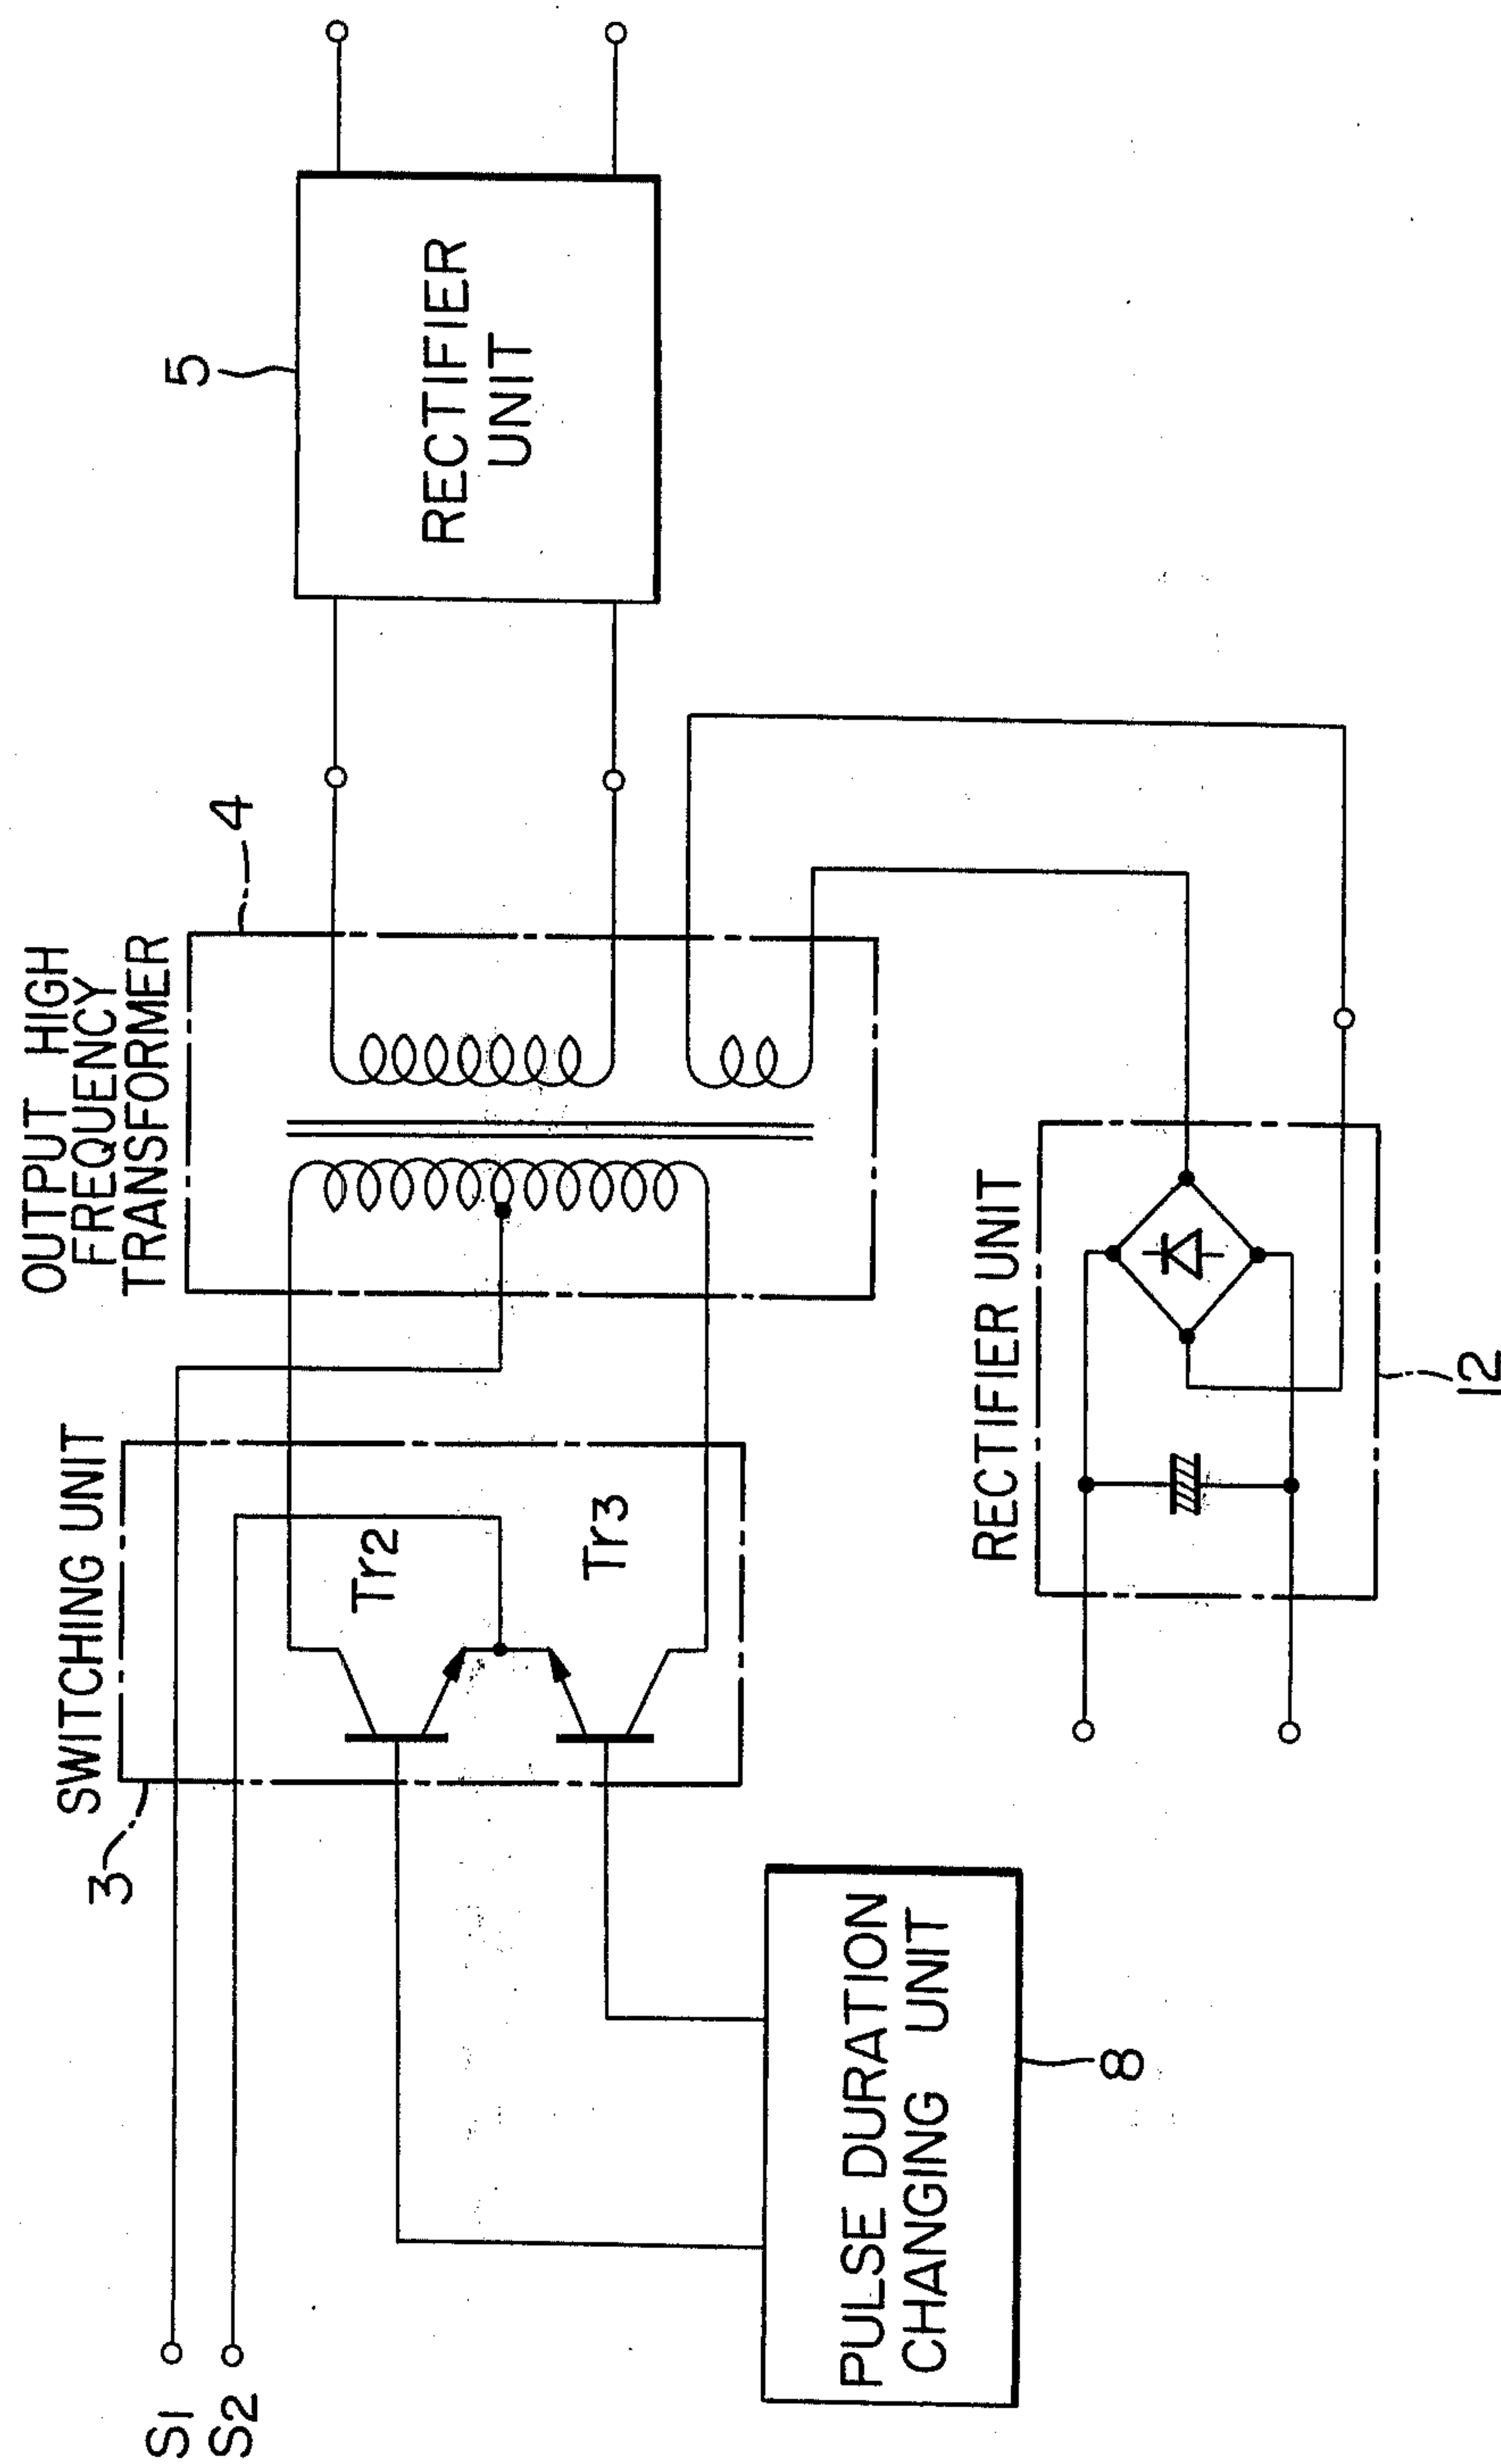 OUTPUT HIGH
FREQUENCY
TRANSFORMER
4
5
RECTIFIER
UNIT
SWITCHING UNIT
3
S1
S2
Tr2
Tr3
PULSE DURATION
CHANGING UNIT
8
RECTIFIER UNIT
12